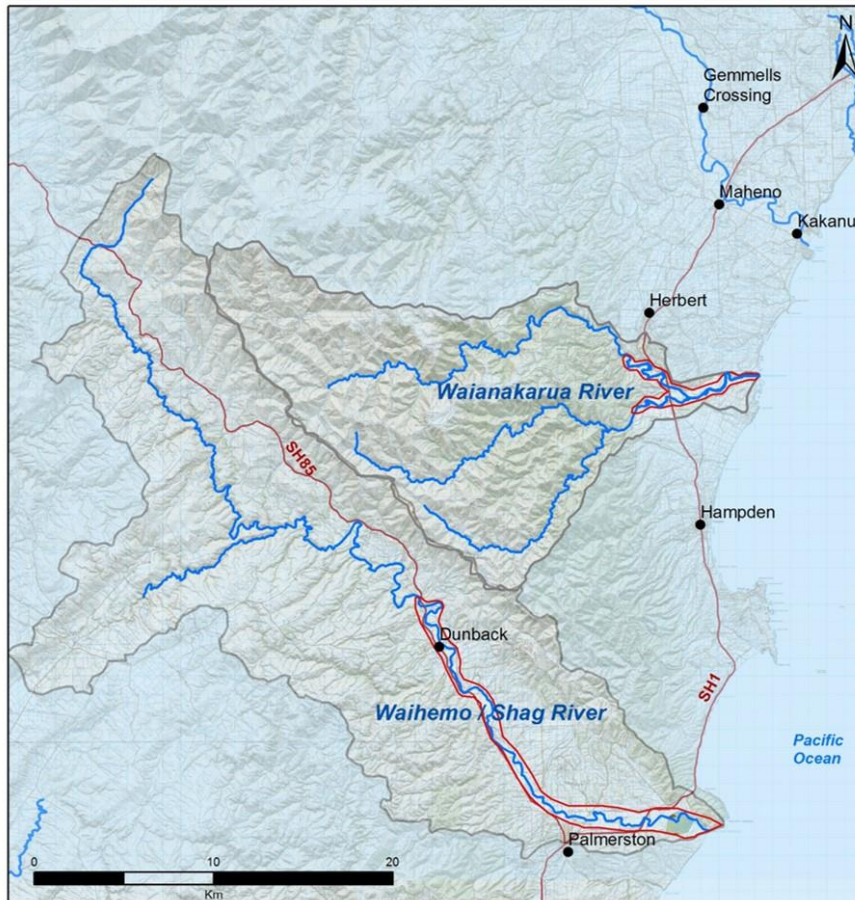 N
Gemmells
Crossing
Maheno
Kakanu
Herbert
Waianakarua River
SH85
Hampden
Dunback
SH1
Waihemo / Shag River
Pacific
Ocean
Palmerston
0 10 20
Km